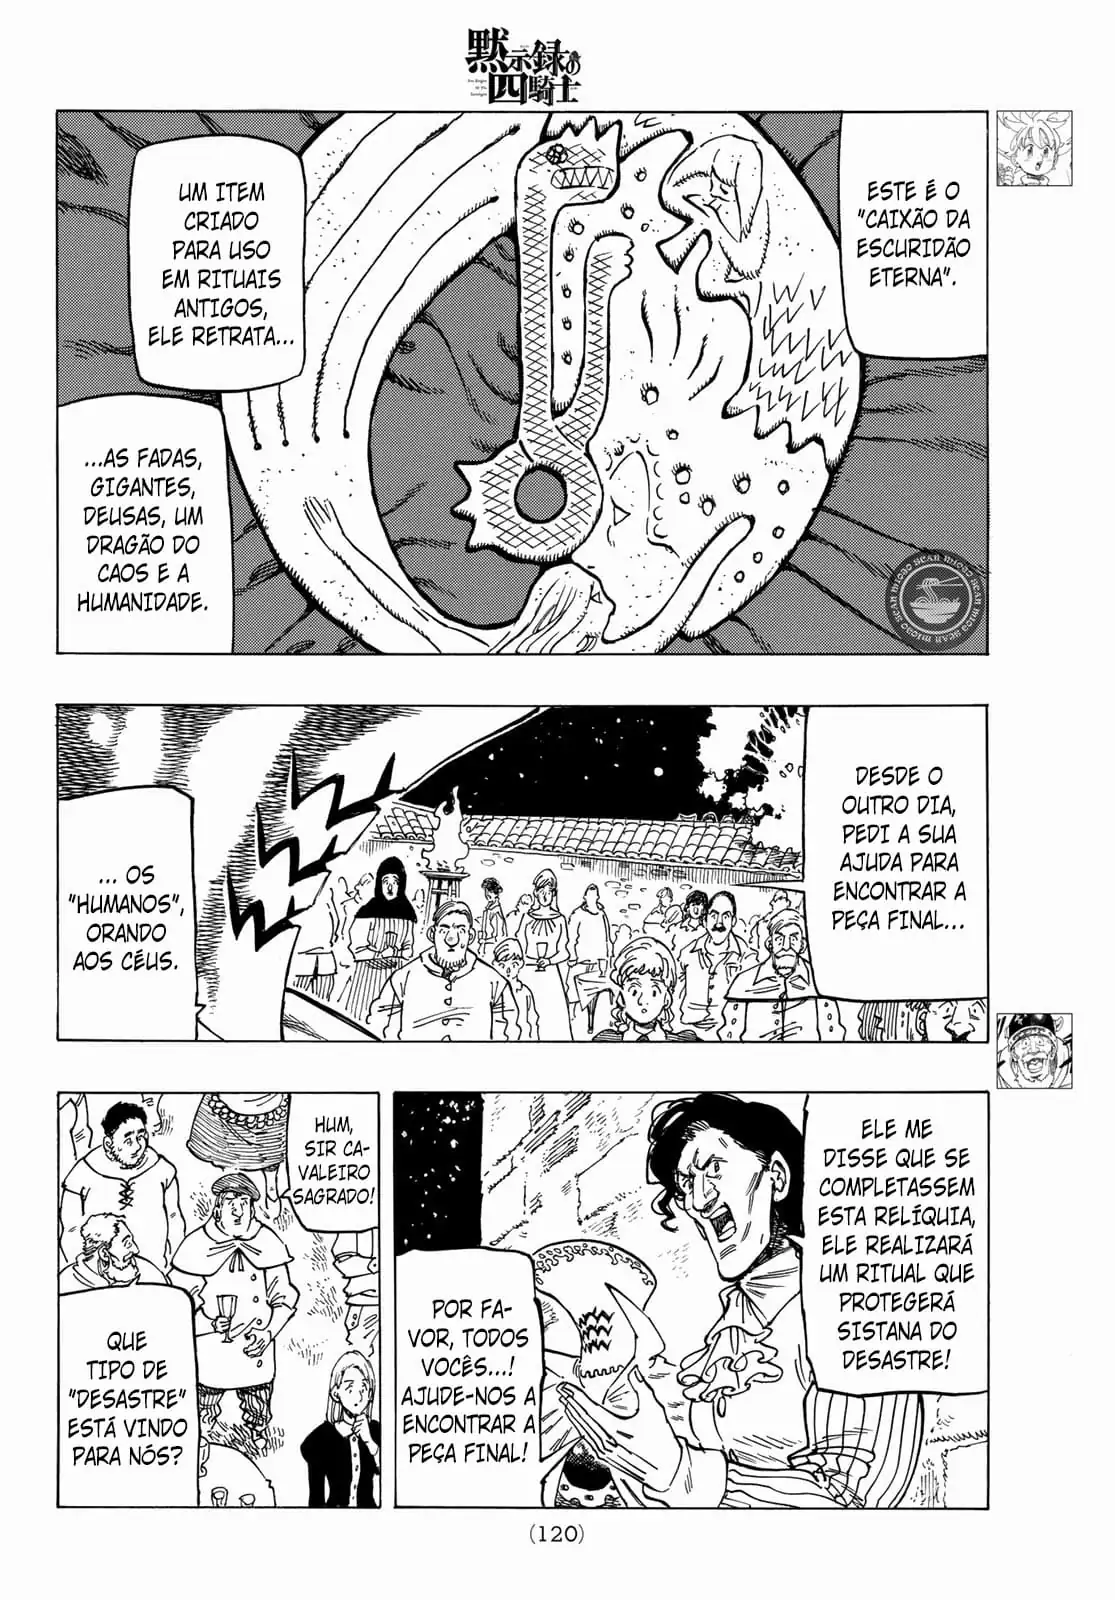 黙示録の
四騎士
ESTE É O
"CAIXÃO DA
ESCURIDÃO
ETERNA".
UM ITEM
CRIADO
PARA USO
EM RITUAIS
ANTIGOS,
ELE RETRATA...
...AS FADAS,
GIGANTES,
DEUSAS, UM
DRAGÃO DO
CAOS E A
HUMANIDADE.
DESDE O
OUTRO DIA,
PEDI A SUA
AJUDA PARA
ENCONTRAR A
PEÇA FINAL...
... OS
"HUMANOS",
ORANDO
AOS CÉUS.
ELE ME
DISSE QUE SE
COMPLETASSEM
ESTA RELÍQUIA,
ELE REALIZARÁ
UM RITUAL QUE
PROTEGERÁ
SISTANA DO
DESASTRE!
POR FA-
VOR, TODOS
VOCÊS...!
AJUDE-NOS A
ENCONTRAR A
PEÇA FINAL!
HUM,
SIR CA-
VALEIRO
SAGRADO!
QUE
TIPO DE
"DESASTRE"
ESTÁ VINDO
PARA NÓS?
(120)